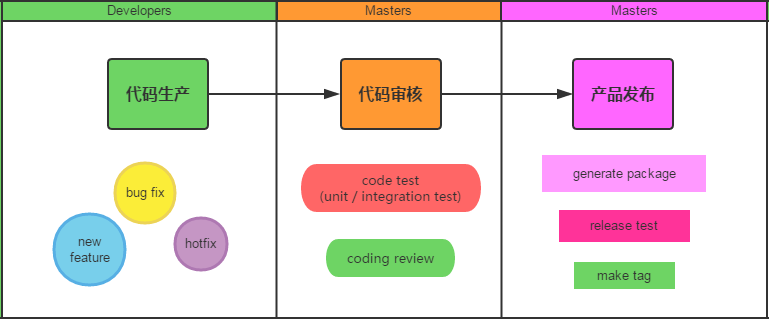 Developers
Masters
Masters
代码生产
代码审核
产品发布
bug fix
new
feature
hotfix
code test
(unit / integration test)
coding review
generate package
release test
make tag